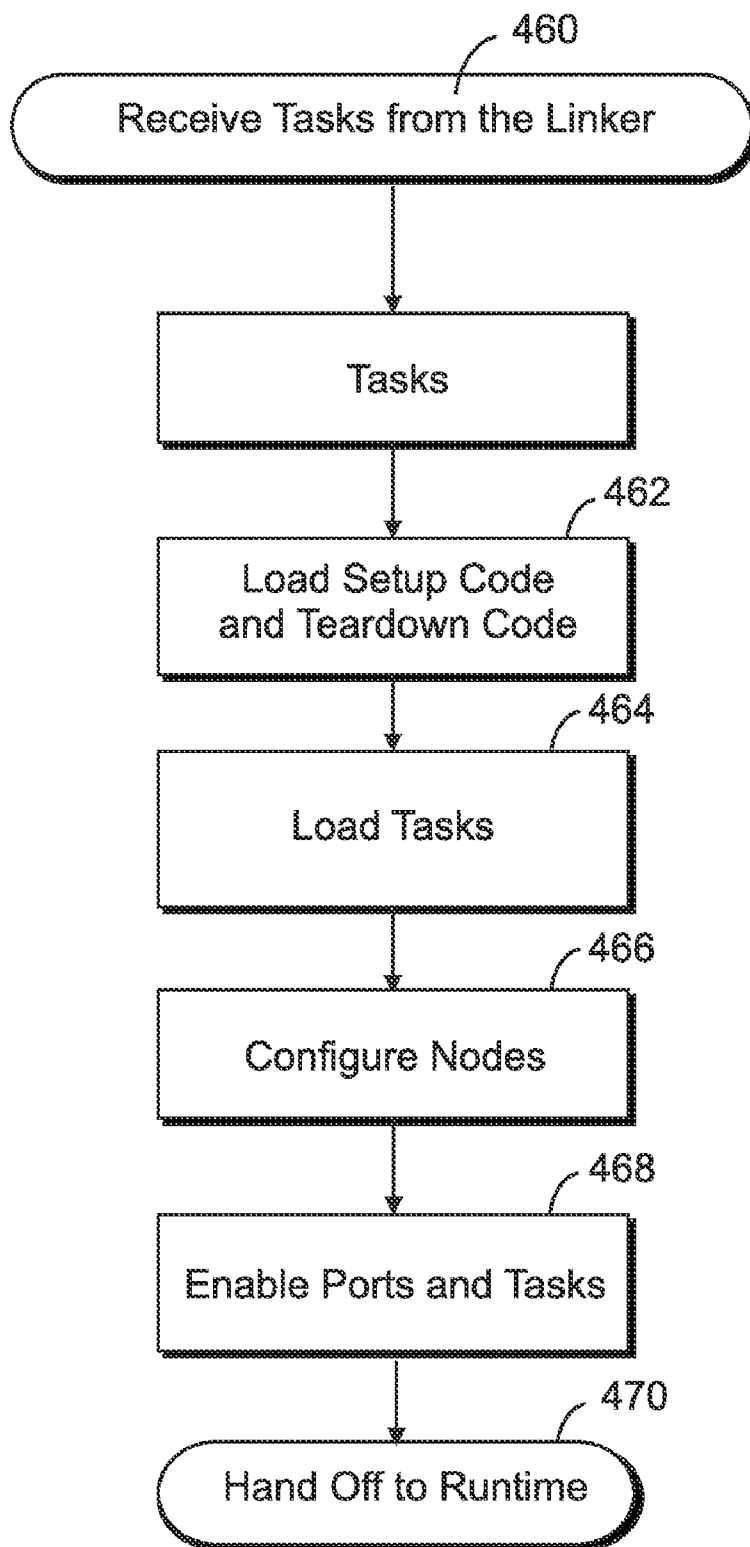 460
Receive Tasks from the Linker
Tasks
462
Load Setup Code
and Teardown Code
464
Load Tasks
466
Configure Nodes
468
Enable Ports and Tasks
470
Hand Off to Runtime